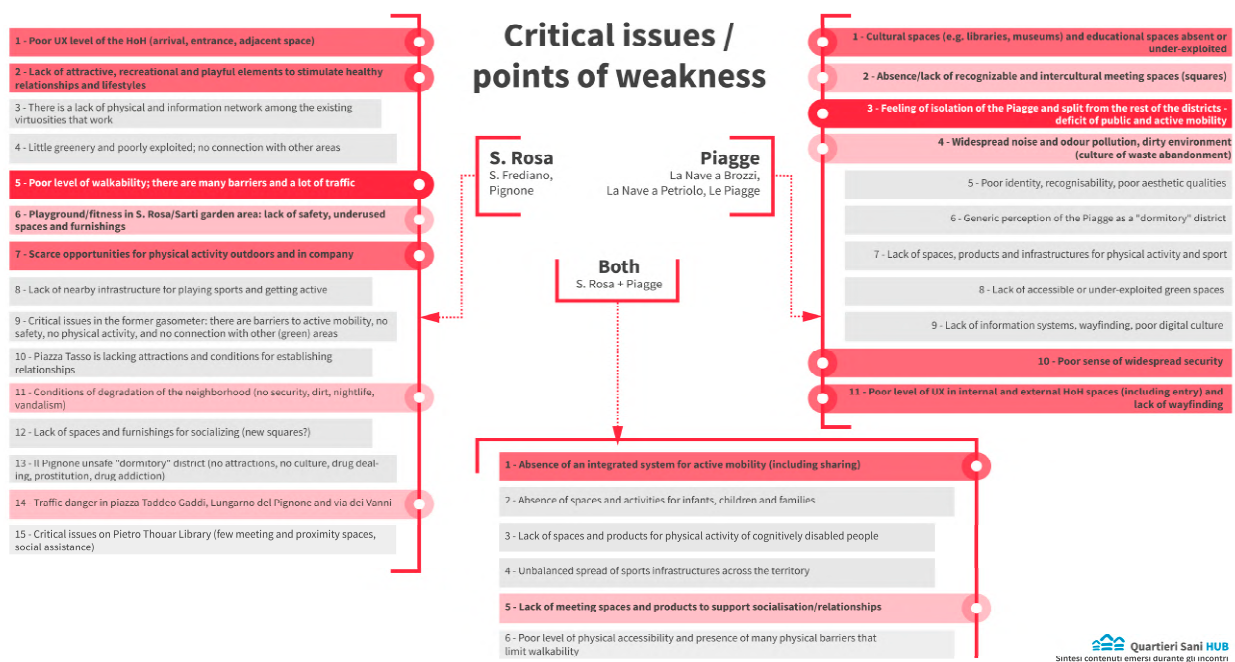 Critical issues /
points of weakness
1 - Poor UX level of the HoH (arrival, entrance, adjacent space)
2 - Lack of attractive, recreational and playful elements to stimulate healthy
relationships and lifestyles
3 - There is a lack of physical and information network among the existing
virtuosities that work
4 - Little greenery and poorly exploited; no connection with other areas
5 - Poor level of walkability; there are many barriers and a lot of traffic
6 - Playground/fitness in S. Rosa/Sarti garden area: lack of safety, underused
spaces and furnishings
7 - Scarce opportunities for physical activity outdoors and in company
8 - Lack of nearby infrastructure for playing sports and getting active
9 - Critical issues in the former gasometer: there are barriers to active mobility, no
safety, no physical activity, and no connection with other (green) areas
10 - Piazza Tasso is lacking attractions and conditions for establishing
relationships
11 - Conditions of degradation of the neighborhood (no security, dirt, nightlife,
vandalism)
12 - Lack of spaces and furnishings for socializing (new squares?)
13 - Il Pignone unsafe "dormitory" district (no attractions, no culture, drug deal-
ing, prostitution, drug addiction)
14 - Traffic danger in piazza Taddeo Gaddi, Lungarno del Pignone and via dei Vanni
15 - Critical issues on Pietro Thouar Library (few meeting and proximity spaces,
social assistance)
S. Rosa
S. Frediano,
Pignone
Piagge
La Nave a Brozzi,
La Nave a Petriolo, Le Piagge
Both
S. Rosa + Piagge
1 - Cultural spaces (e.g. libraries, museums) and educational spaces absent or
under-exploited
2 - Absence/lack of recognizable and intercultural meeting spaces (squares)
3 - Feeling of isolation of the Piagge and split from the rest of the districts -
deficit of public and active mobility
4 - Widespread noise and odour pollution, dirty environment
(culture of waste abandonment)
5 - Poor identity, recognisability, poor aesthetic qualities
6 - Generic perception of the Piagge as a "dormitory" district
7 - Lack of spaces, products and infrastructures for physical activity and sport
8 - Lack of accessible or under-exploited green spaces
9 - Lack of information systems, wayfinding, poor digital culture
10 - Poor sense of widespread security
11 - Poor level of UX in internal and external HoH spaces (including entry) and
lack of wayfinding
1 - Absence of an integrated system for active mobility (including sharing)
2 - Absence of spaces and activities for infants, children and families
3 - Lack of spaces and products for physical activity of cognitively disabled people
4 - Unbalanced spread of sports infrastructures across the territory
5 - Lack of meeting spaces and products to support socialisation/relationships
6 - Poor level of physical accessibility and presence of many physical barriers that
limit walkability
Quartieri Sani HUB
Sintesi contenuti emersi durante gli incontri